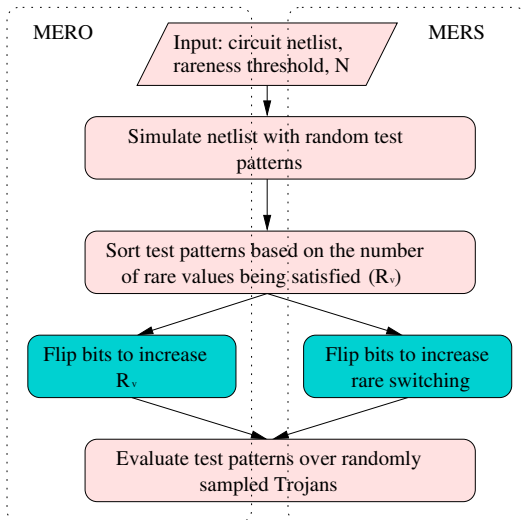 MERO
MERS
Input: circuit netlist,
rareness threshold, N
Simulate netlist with random test
patterns
Sort test patterns based on the number
of rare values being satisfied (Rᵥ)
Flip bits to increase
Rᵥ
Flip bits to increase
rare switching
Evaluate test patterns over randomly
sampled Trojans